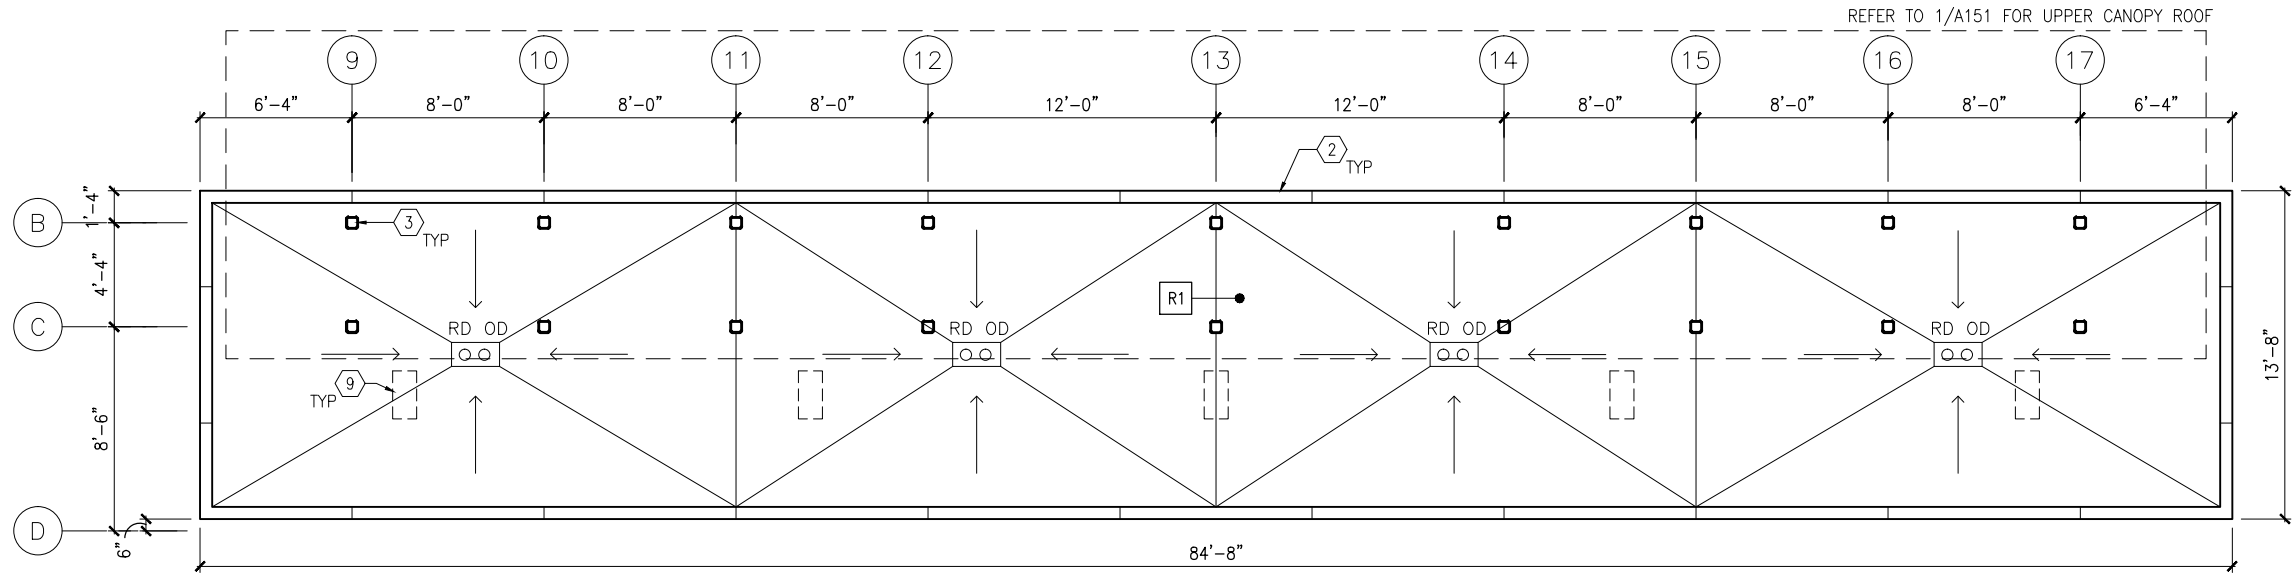 REFER TO 1/A151 FOR UPPER CANOPY ROOF
9 10 11 12 13 14 15 16 17
6'-4" 8'-0" 8'-0" 8'-0" 12'-0" 12'-0" 8'-0" 8'-0" 8'-0" 6'-4"
2
TYP
1'-4"
B
3
TYP
4'-4"
R1
C
RD OD RD OD RD OD RD OD
13'-8"
9
TYP
8'-6"
D
6"
84'-8"